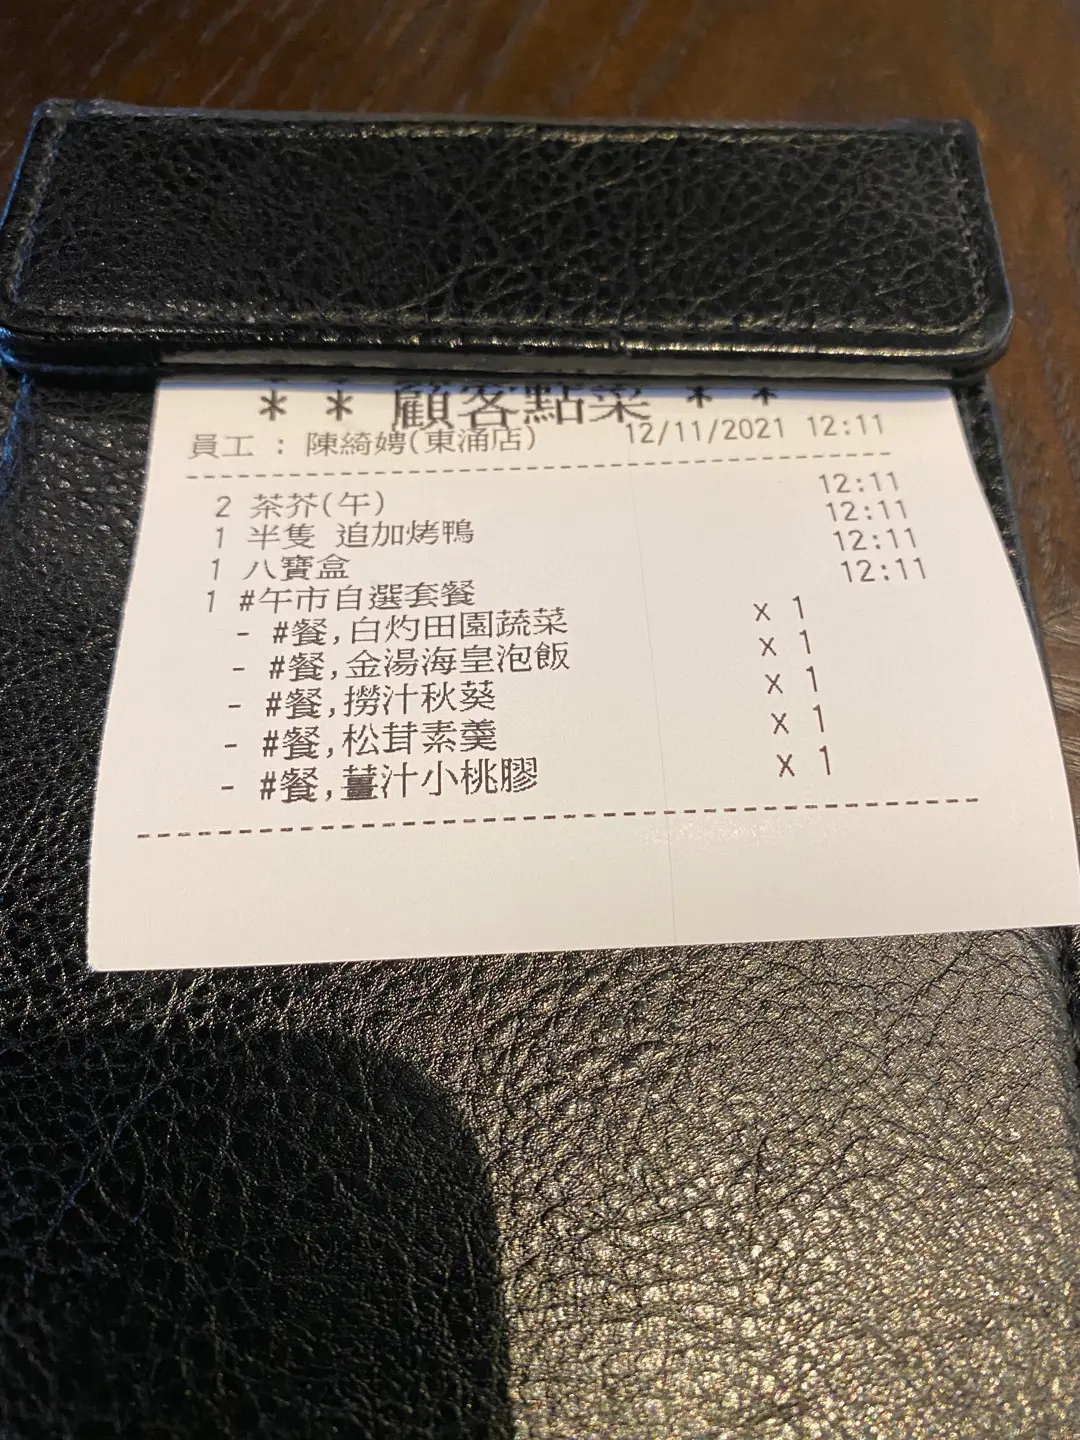 * * 顧客點菜 * *
員工 : 陳綺娉(東涌店) 12/11/2021 12:11
2 茶芥(午) 12:11
1 半隻 追加烤鴨 12:11
1 八寶盒 12:11
1 #午市自選套餐 12:11
- #餐,白灼田園蔬菜 x 1
- #餐,金湯海皇泡飯 x 1
- #餐,撈汁秋葵 x 1
- #餐,松茸素羹 x 1
- #餐,薑汁小桃膠 x 1